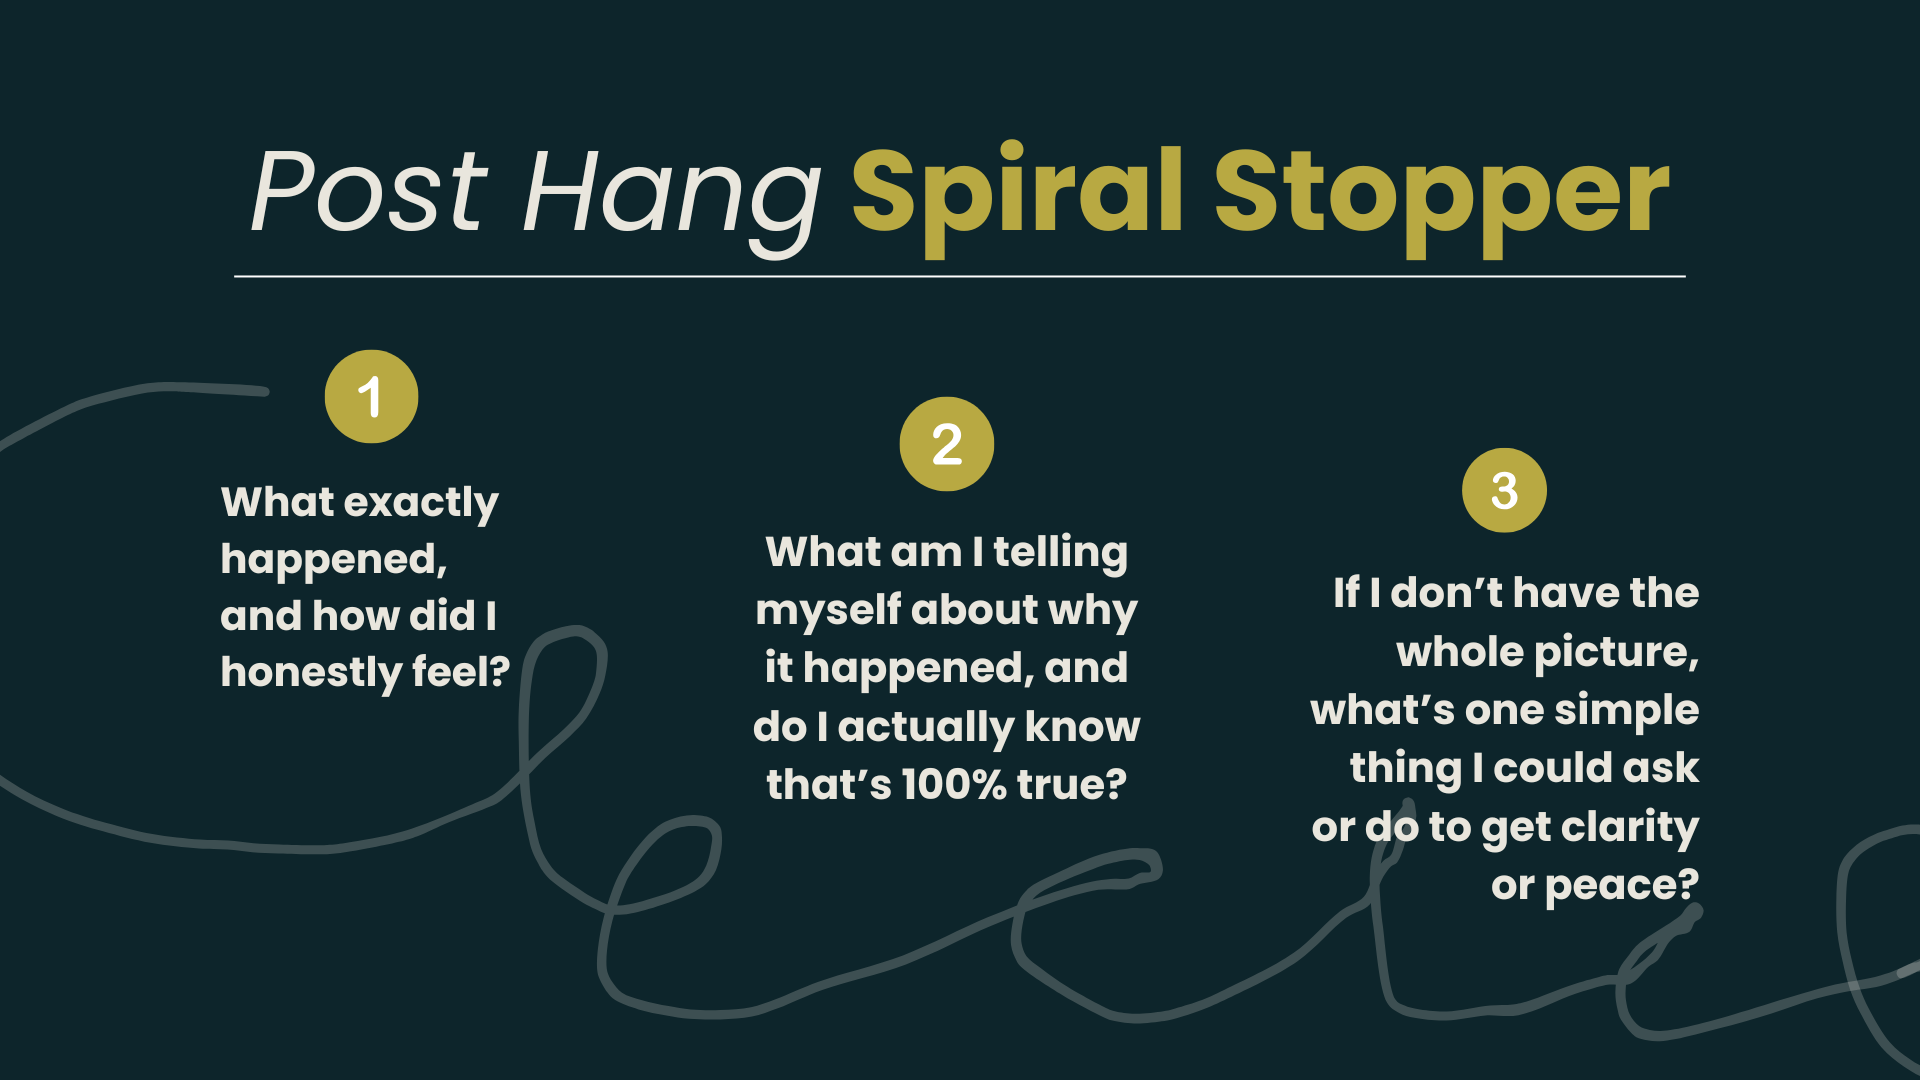 Post Hang Spiral Stopper
1
What exactly
happened,
and how did I
honestly feel?
2
What am I telling
myself about why
it happened, and
do I actually know
that’s 100% true?
3
If I don’t have the
whole picture,
what’s one simple
thing I could ask
or do to get clarity
or peace?